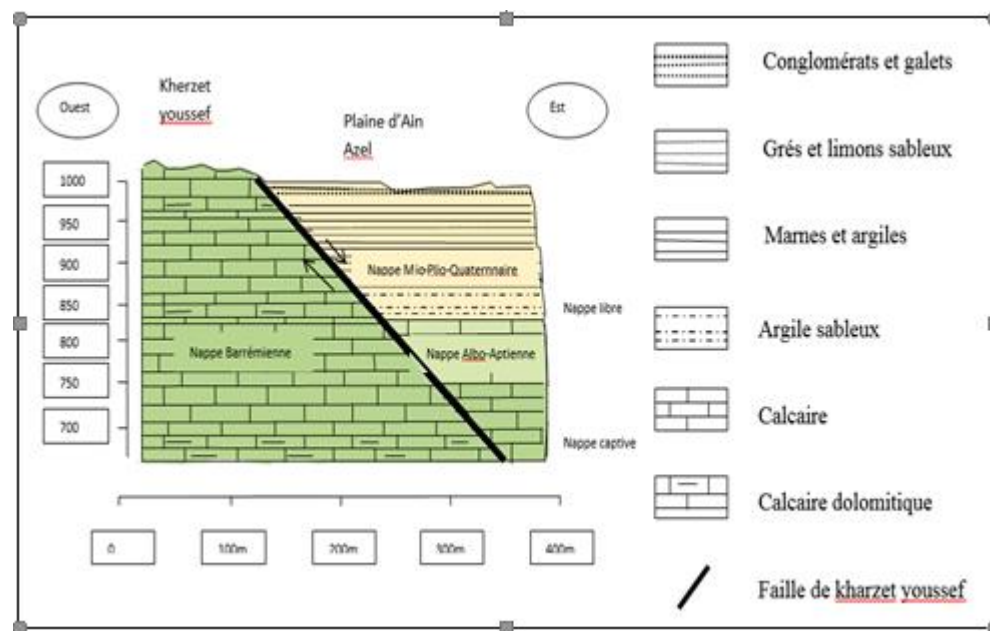 Kherzet
youssef
Ouest
Est
Plaine d'Ain
Azel
1000
950
900
850
800
750
700
Nappe Mio-Plio-Quaternnaire
Nappe libre
Nappe Barrémienne
Nappe Albo-Aptienne
Nappe captive
0
100m
200m
300m
400m
Conglomérats et galets
Grés et limons sableux
Marnes et argiles
Argile sableux
Calcaire
Calcaire dolomitique
Faille de kharzet youssef